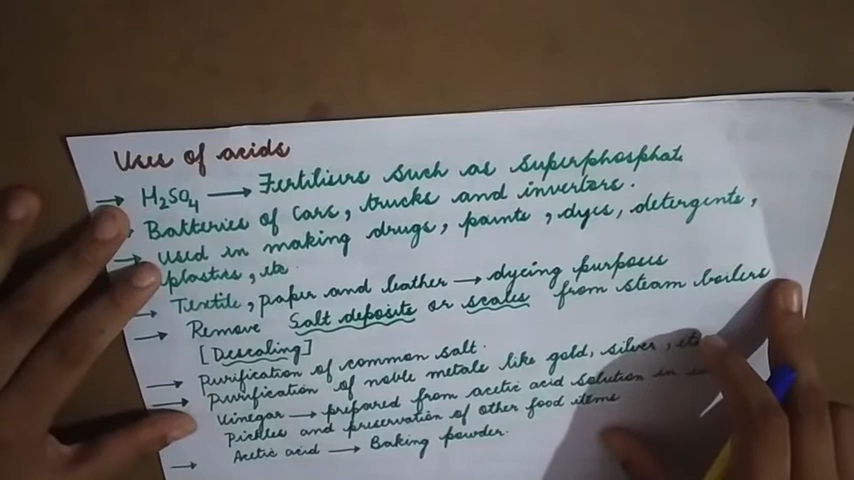 Uses of acids
→ H2SO4 → Fertilisers such as superphosphat
Batteries of cars, trucks and invertors.
→ Used in making drugs, paints, dyes, detergents,
plastics, etc.
→ Textile, paper and leather → dyeing purposes
→ Remove Salt deposits or scales from steam boilers
[Descaling]
→ Purification of common salt.
→ Purification of noble metals like gold, silver, etc
Vinegar → prepared from acetic acid solution in
Pickles and preservation of other food items
→ Acetic acid → Baking powder.